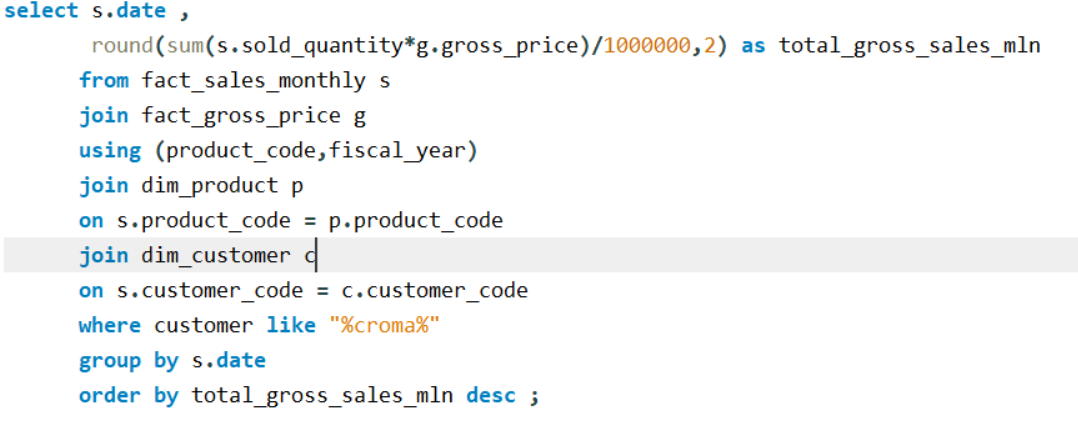 select s.date ,
round(sum(s.sold_quantity*g.gross_price)/1000000,2) as total_gross_sales_mln
from fact_sales_monthly s
join fact_gross_price g
using (product_code,fiscal_year)
join dim_product p
on s.product_code = p.product_code
join dim_customer c
on s.customer_code = c.customer_code
where customer like "%croma%"
group by s.date
order by total_gross_sales_mln desc ;